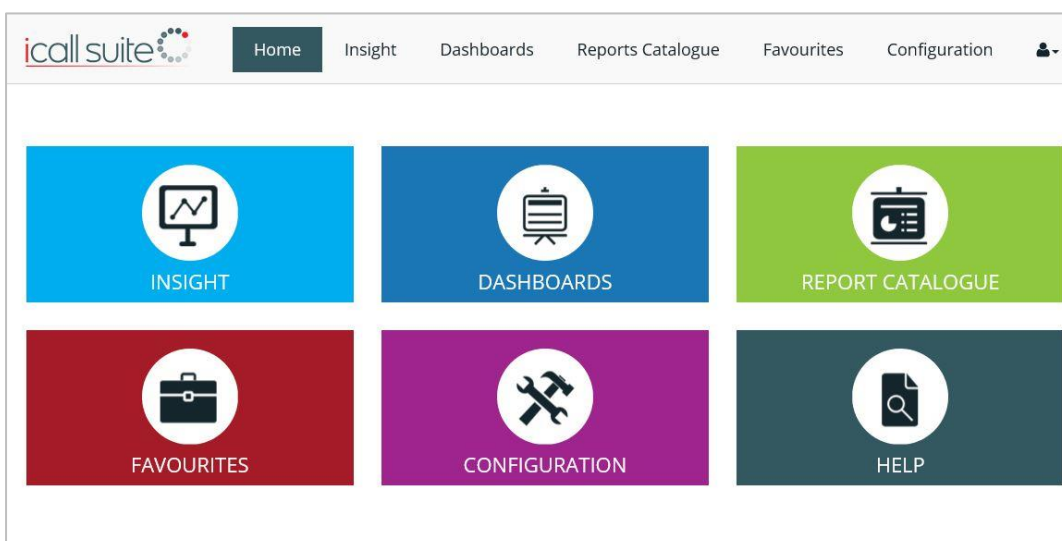 icall suite Home Insight Dashboards Reports Catalogue Favourites Configuration
INSIGHT DASHBOARDS REPORT CATALOGUE
FAVOURITES CONFIGURATION HELP